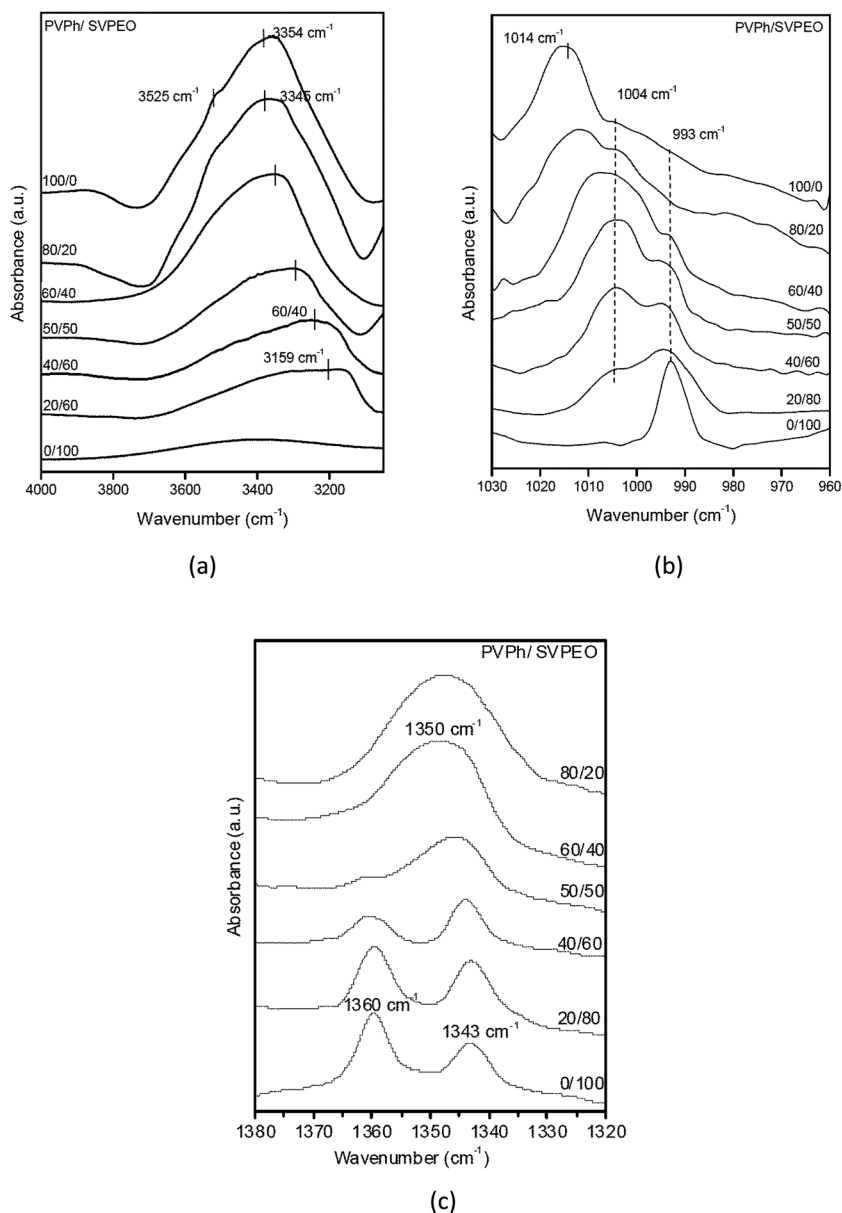 PVPh/ SVPEO
3354 cm-1
3525 cm-1
3345 cm-1
100/0
80/20
60/40
50/50
60/40
40/60
3159 cm-1
20/60
0/100
Absorbance (a.u.)
4000 3800 3600 3400 3200
Wavenumber (cm-1)
(a)
PVPh/SVPEO
1014 cm-1
1004 cm-1
993 cm-1
100/0
80/20
60/40
50/50
40/60
20/80
0/100
Absorbance (a.u.)
1030 1020 1010 1000 990 980 970 960
Wavenumber (cm-1)
(b)
PVPh/ SVPEO
1350 cm-1
80/20
60/40
50/50
40/60
20/80
1360 cm-1
1343 cm-1
0/100
Absorbance (a.u.)
1380 1370 1360 1350 1340 1330 1320
Wavenumber (cm-1)
(c)